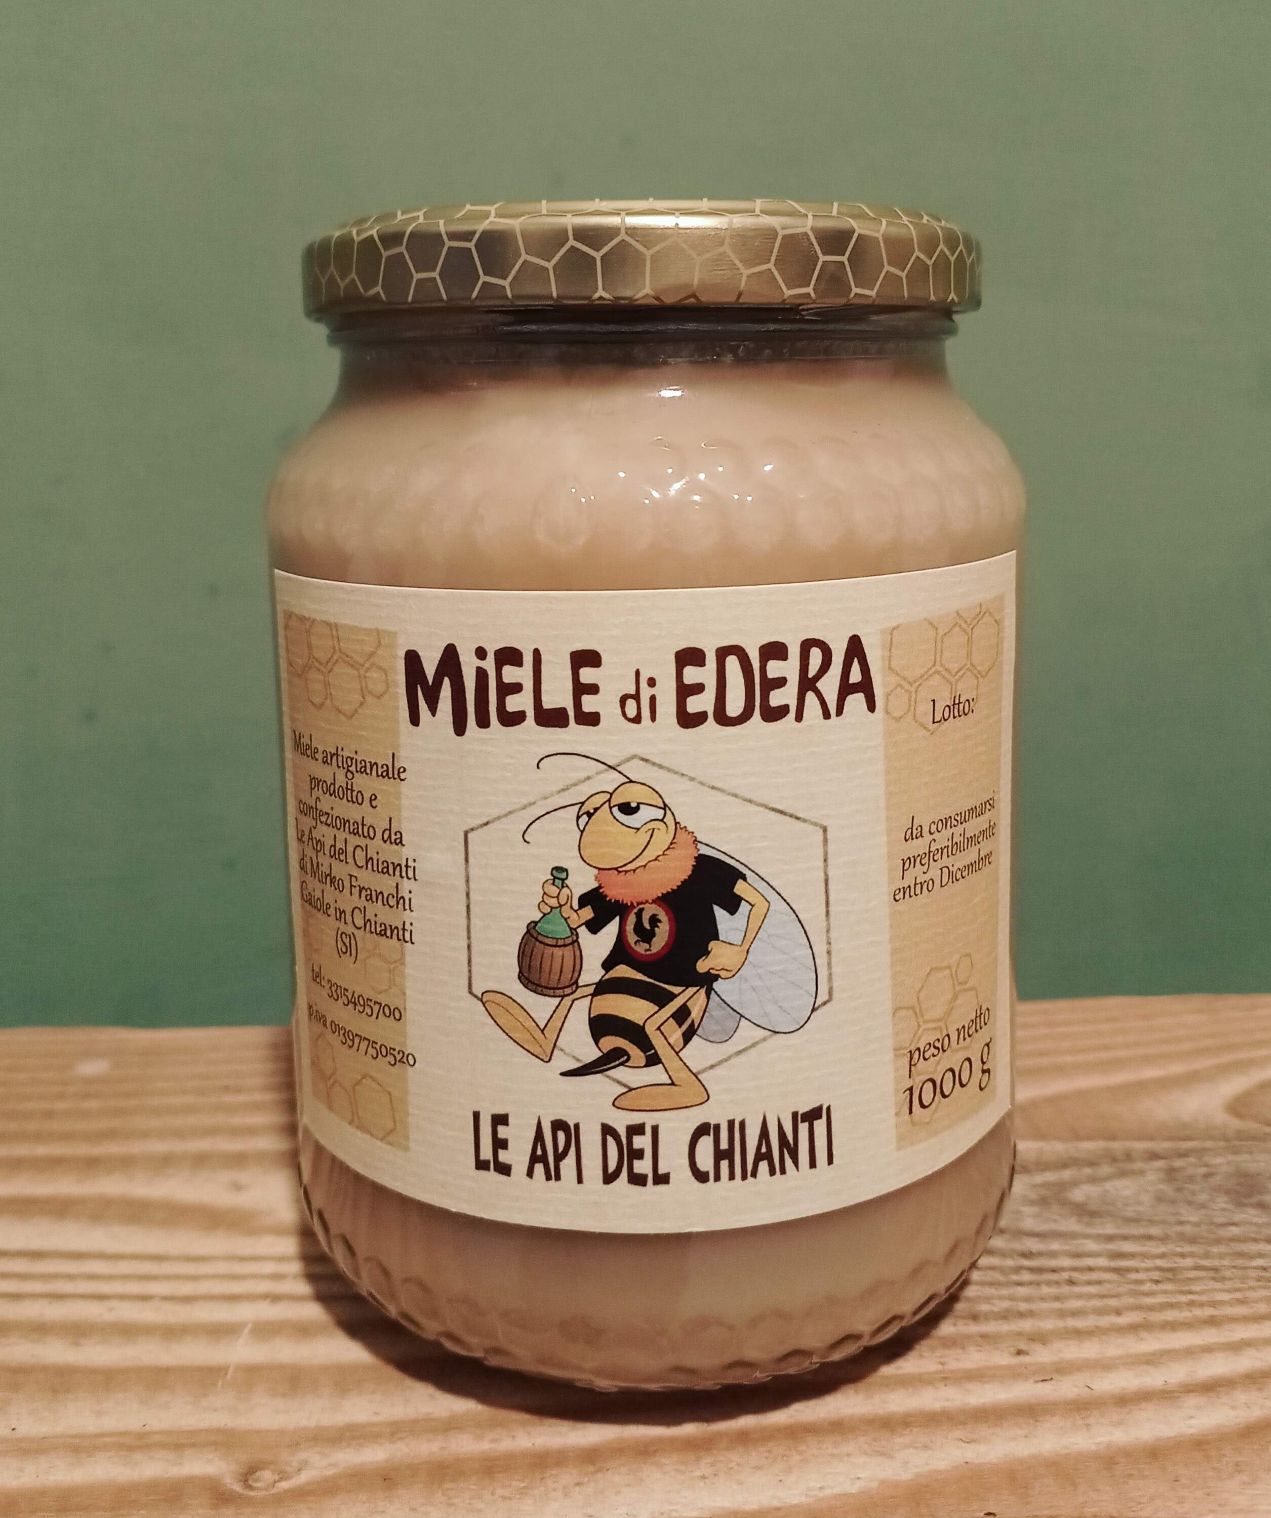 MiELE di EDERA
Miele artigianale
prodotto e
confezionato da
Le Api del Chianti
di Mirko Franchi
Gaiole in Chianti
(SI)
tel: 3315495700
p.iva 01397750520
Lotto:
da consumarsi
preferibilmente
entro Dicembre
peso netto
1000 g
LE API DEL CHIANTI